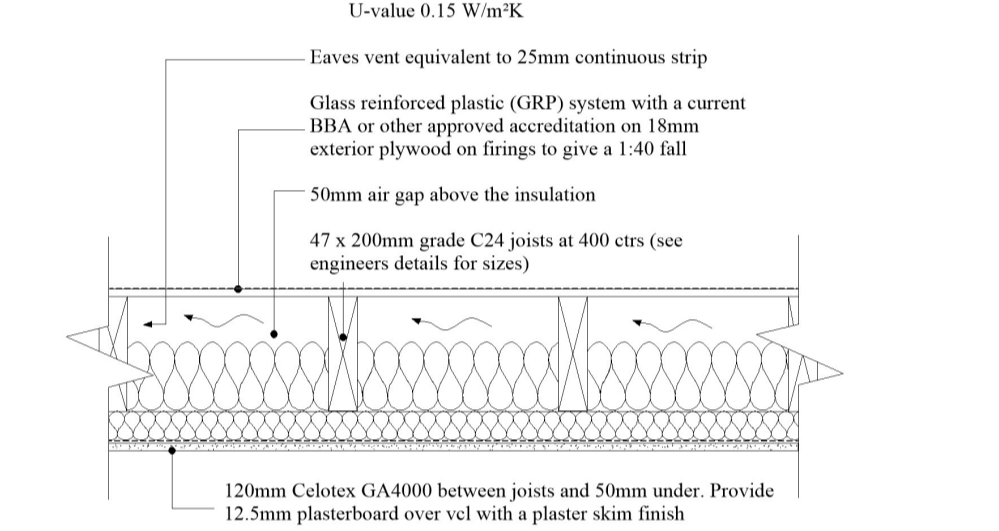 U-value 0.15 W/m²K
Eaves vent equivalent to 25mm continuous strip
Glass reinforced plastic (GRP) system with a current
BBA or other approved accreditation on 18mm
exterior plywood on firings to give a 1:40 fall
50mm air gap above the insulation
47 x 200mm grade C24 joists at 400 ctrs (see
engineers details for sizes)
120mm Celotex GA4000 between joists and 50mm under. Provide
12.5mm plasterboard over vcl with a plaster skim finish